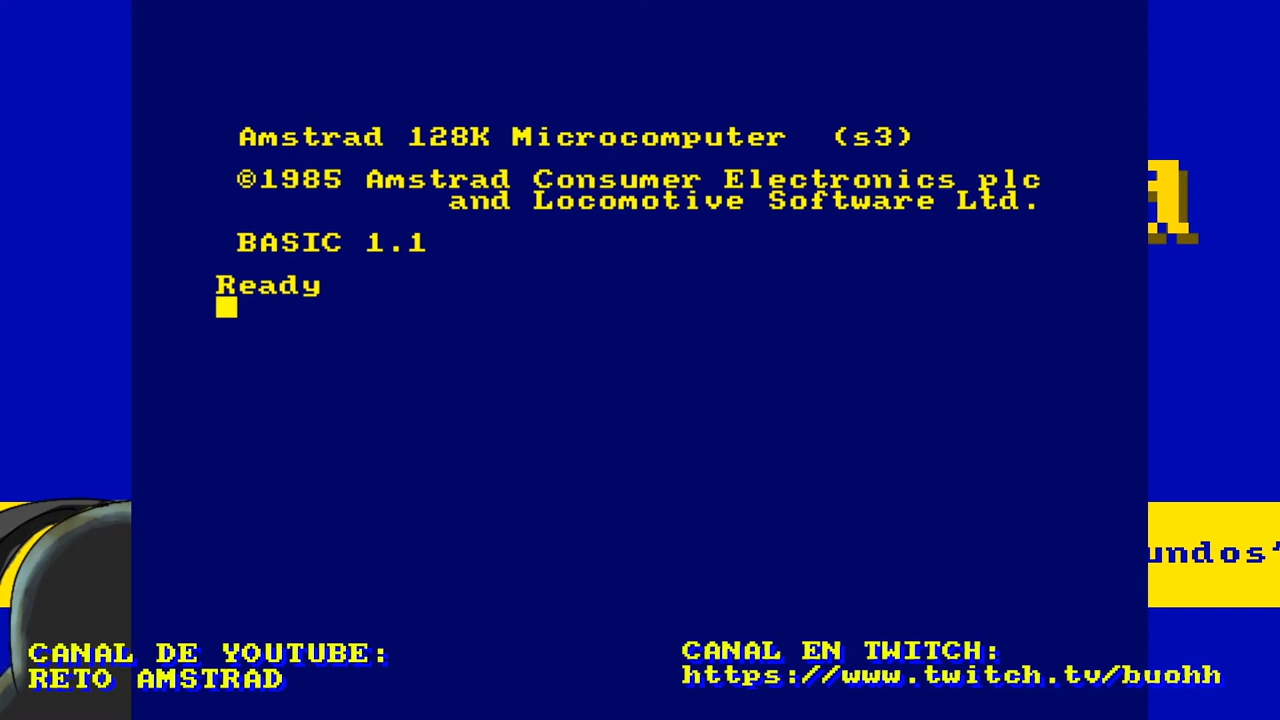 Amstrad 128K Microcomputer (s3)
©1985 Amstrad Consumer Electronics plc
and Locomotive Software Ltd.
BASIC 1.1
Ready
CANAL DE YOUTUBE:
RETO AMSTRAD
CANAL EN TWITCH:
https://www.twitch.tv/buohh